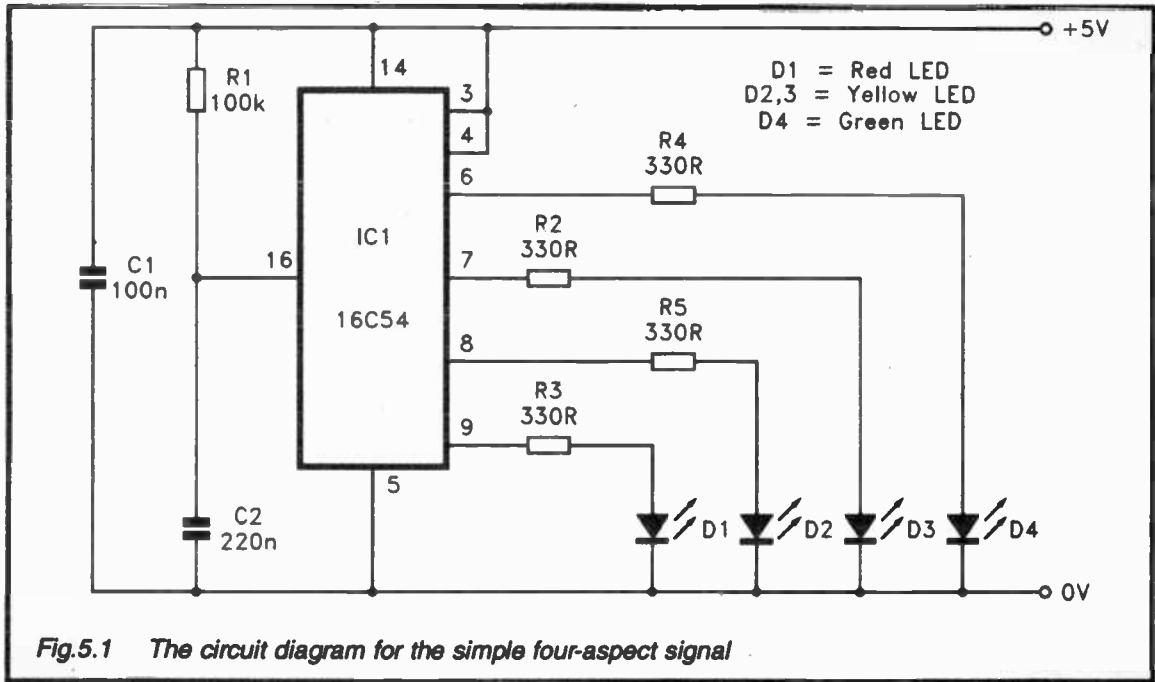 +5V
14
R1
100k
3
4
6
D1 = Red LED
D2,3 = Yellow LED
D4 = Green LED
R4
330R
IC1
16C54
16
C1
100n
7
R2
330R
8
R5
330R
9
R3
330R
5
C2
220n
D1
D2
D3
D4
0V
Fig.5.1 The circuit diagram for the simple four-aspect signal